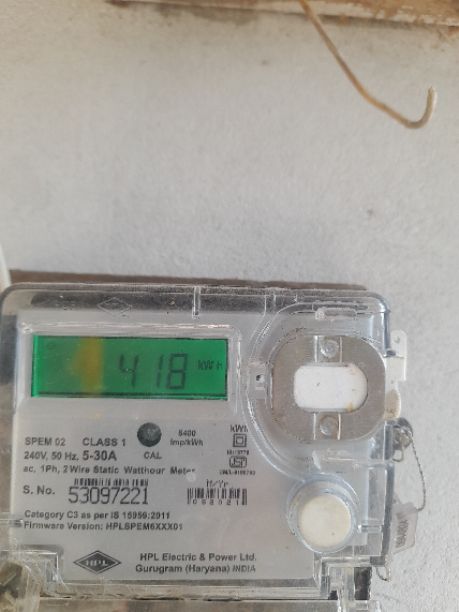 418 kWh
SPEM 02 CLASS 1 5400 imp/kWh kWh
240V, 50 Hz, 5-30A CAL
ac, 1Ph, 2 Wire Static Watthour Meter
S. No. 53097221 M/Yr
Category C3 as per IS 15959:2011
Firmware Version: HPLSPEM6XXX01
HPL HPL Electric & Power Ltd.
Gurugram (Haryana) INDIA